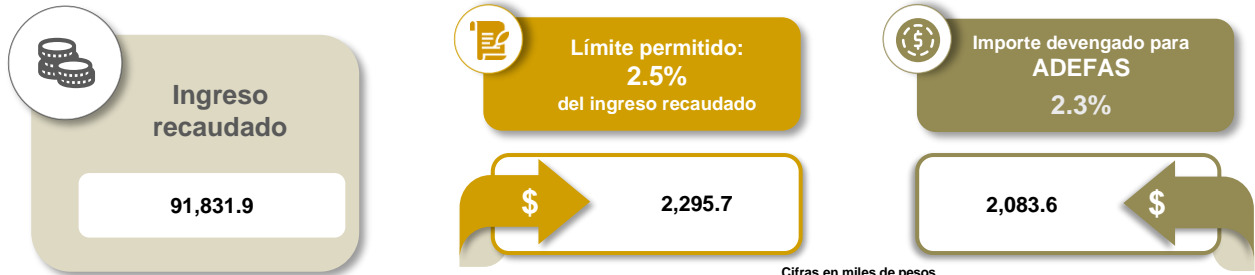 Ingreso
recaudado
91,831.9
Límite permitido:
2.5%
del ingreso recaudado
$
2,295.7
Importe devengado para
ADEFAS
2.3%
2,083.6
$
Cifras en miles de pesos